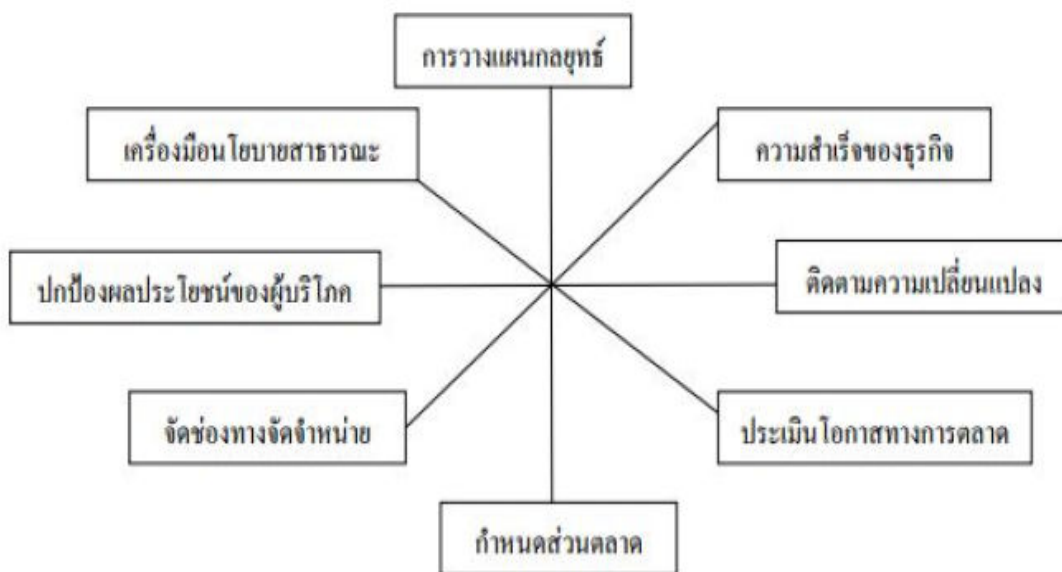 การวางแผนกลยุทธ์
เครื่องมือนโยบายสาธารณะ
ความสำเร็จของธุรกิจ
ปกป้องผลประโยชน์ของผู้บริโภค
ติดตามความเปลี่ยนแปลง
จัดช่องทางจัดจำหน่าย
ประเมินโอกาสทางการตลาด
กำหนดส่วนตลาด